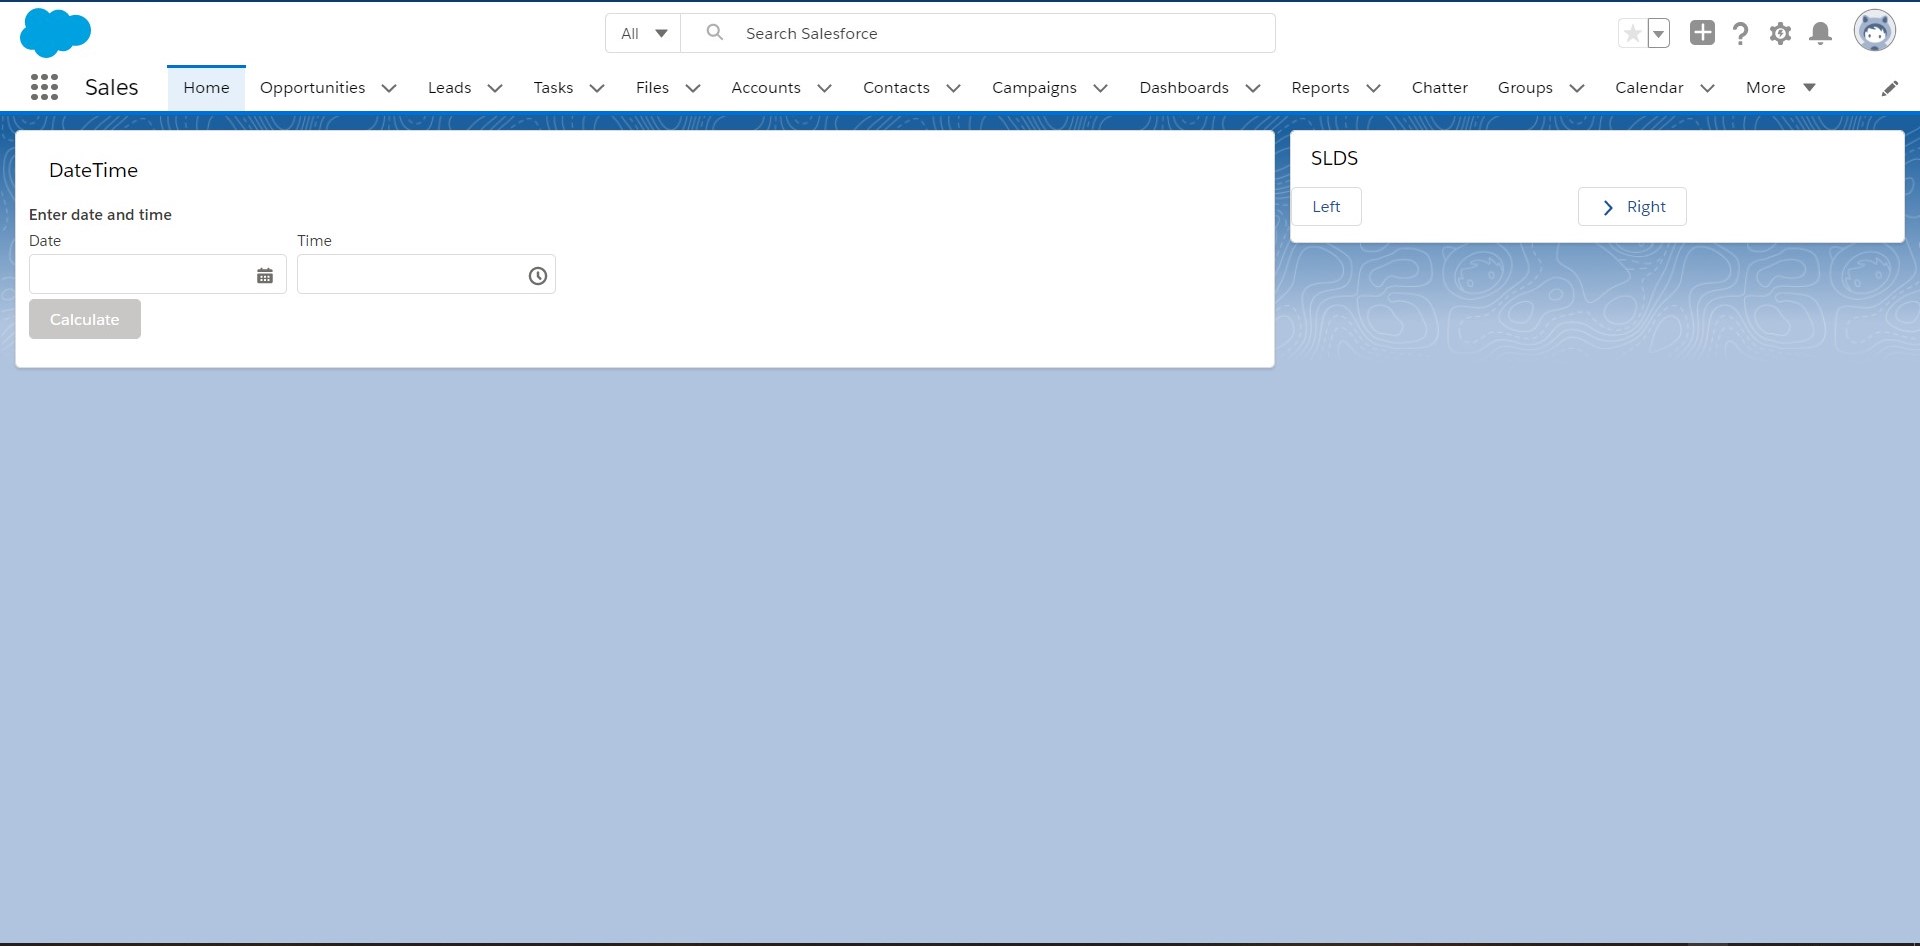 All Search Salesforce
Sales Home Opportunities Leads Tasks Files Accounts Contacts Campaigns Dashboards Reports Chatter Groups Calendar More
DateTime
Enter date and time
Date Time
Calculate
SLDS
Left Right